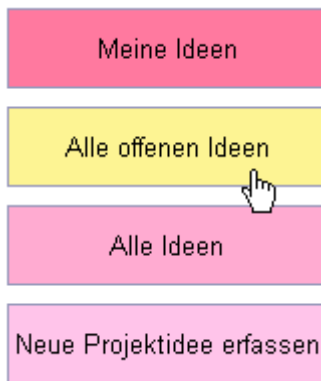 Meine Ideen
Alle offenen Ideen
Alle Ideen
Neue Projektidee erfassen